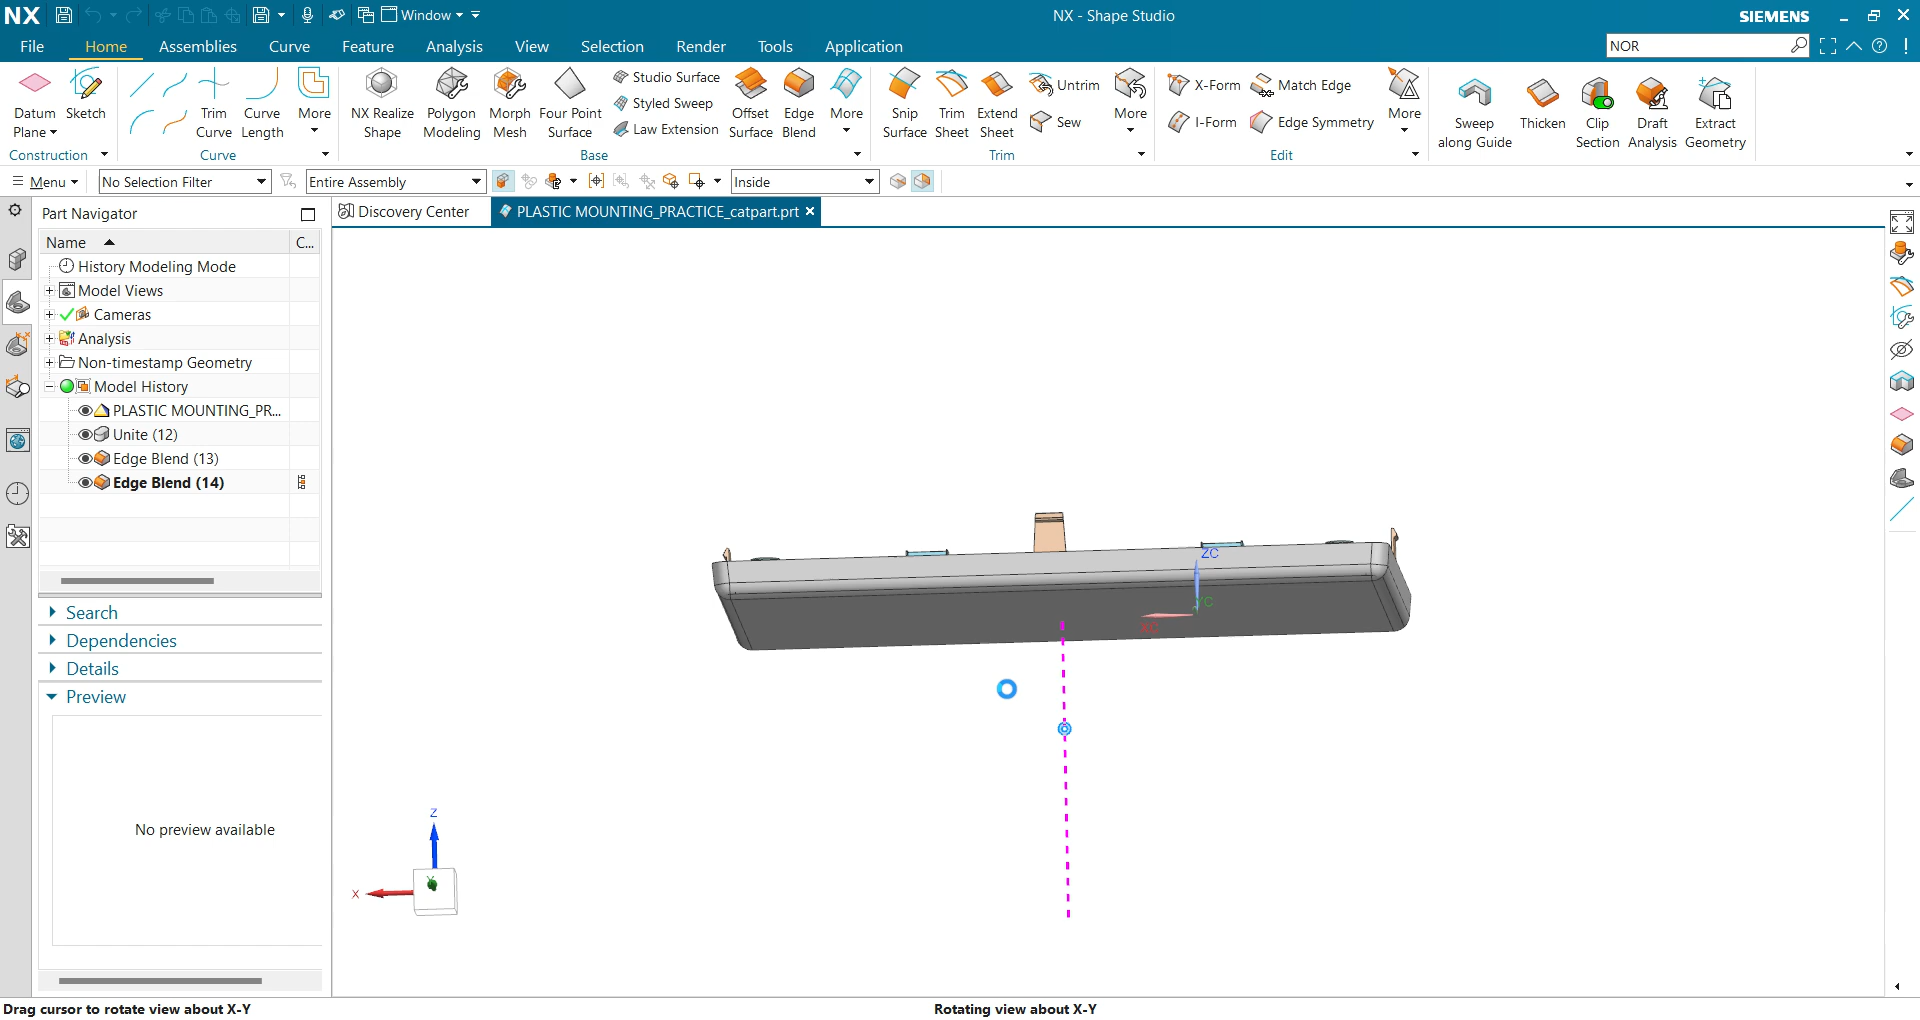 NX Window NX - Shape Studio SIEMENS
File Home Assemblies Curve Feature Analysis View Selection Render Tools Application NOR
Datum Plane Sketch Trim Curve Curve Length More NX Realize Shape Polygon Modeling Morph Mesh Four Point Surface Studio Surface Styled Sweep Law Extension Offset Surface Edge Blend More Snip Surface Trim Sheet Extend Sheet Untrim Sew More X-Form I-Form Match Edge Edge Symmetry More Sweep along Guide Thicken Clip Section Draft Analysis Extract Geometry
Construction Curve Base Trim Edit
Menu No Selection Filter Entire Assembly Inside
Part Navigator Discovery Center PLASTIC MOUNTING_PRACTICE_catpart.prt
Name C...
History Modeling Mode
Model Views
Cameras
Analysis
Non-timestamp Geometry
Model History
PLASTIC MOUNTING_PR...
Unite (12)
Edge Blend (13)
Edge Blend (14)
Search
Dependencies
Details
Preview
No preview available
ZC
YC
XC
Z
X
Drag cursor to rotate view about X-Y Rotating view about X-Y